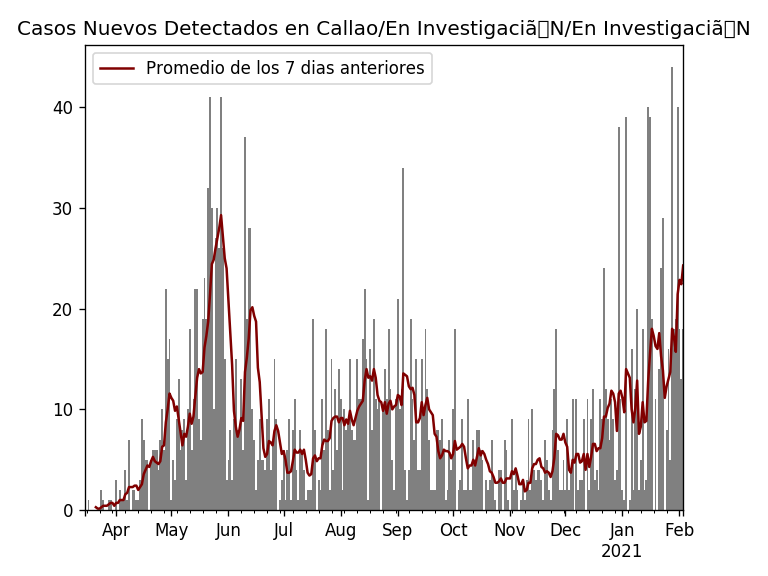 Casos Nuevos Detectados en Callao/En Investigaciã▯N/En Investigaciã▯N
Promedio de los 7 dias anteriores
40
30
20
10
0
Apr May Jun Jul Aug Sep Oct Nov Dec Jan Feb
2021